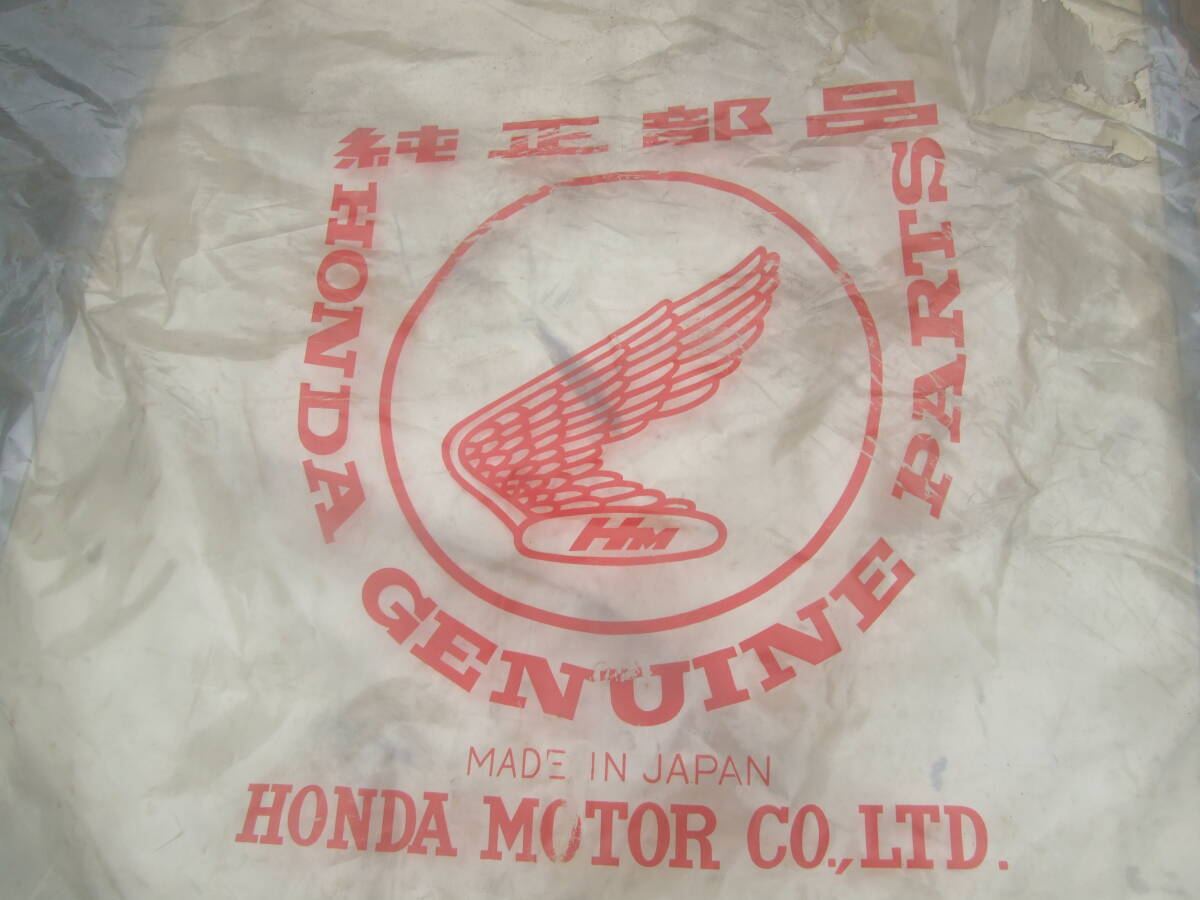 純正部品
HONDA GENUINE PARTS
HM
MADE IN JAPAN
HONDA MOTOR CO.,LTD.